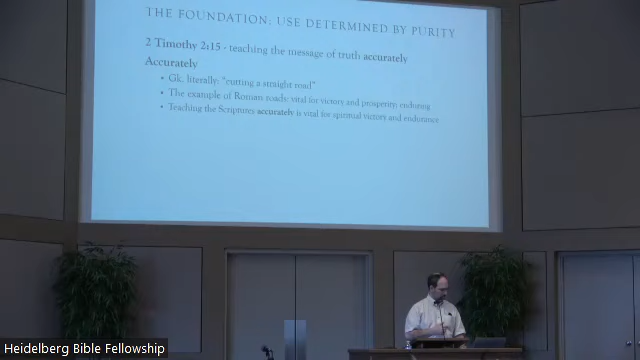 THE FOUNDATION: USE DETERMINED BY PURITY
2 Timothy 2:15 - teaching the message of truth accurately
Accurately
• Gk. literally: "cutting a straight road"
• The example of Roman roads: vital for victory and prosperity; enduring
• Teaching the Scriptures accurately is vital for spiritual victory and endurance
Heidelberg Bible Fellowship